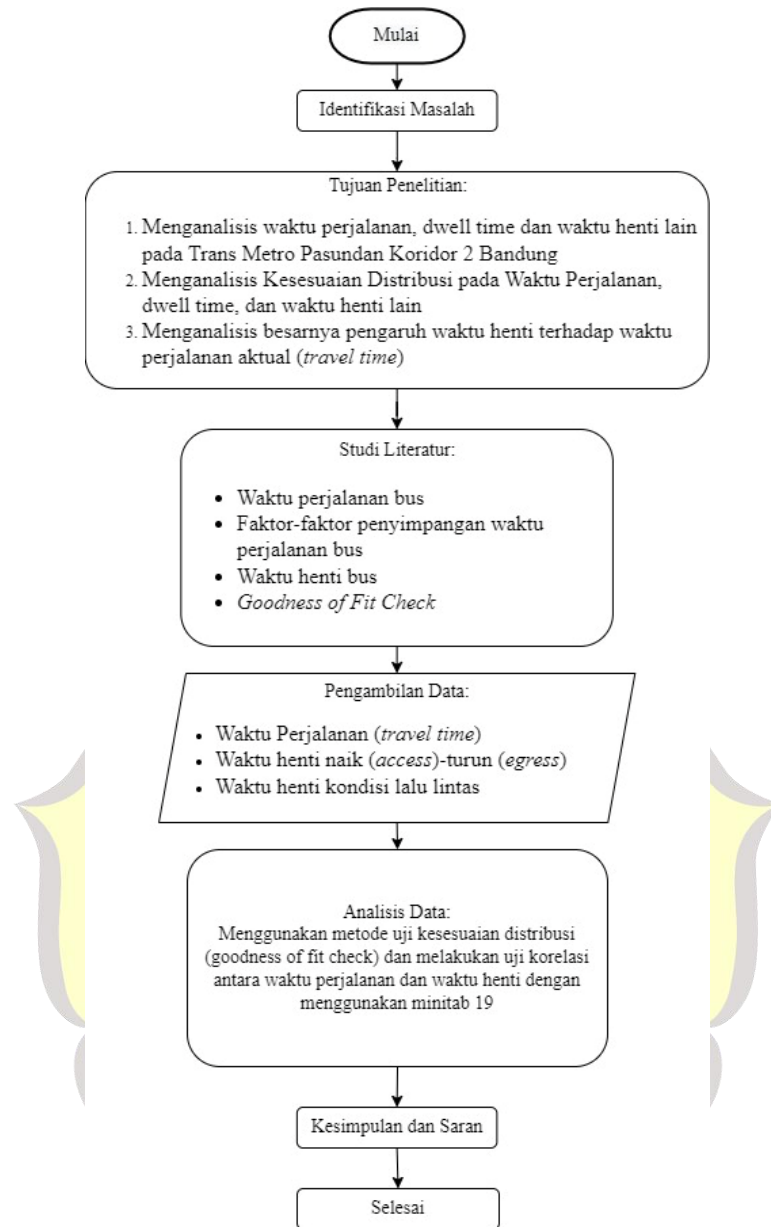 Mulai
Identifikasi Masalah
Tujuan Penelitian:
1. Menganalisis waktu perjalanan, dwell time dan waktu henti lain
pada Trans Metro Pasundan Koridor 2 Bandung
2. Menganalisis Kesesuaian Distribusi pada Waktu Perjalanan,
dwell time, dan waktu henti lain
3. Menganalisis besarnya pengaruh waktu henti terhadap waktu
perjalanan aktual (travel time)
Studi Literatur:
• Waktu perjalanan bus
• Faktor-faktor penyimpangan waktu
perjalanan bus
• Waktu henti bus
• Goodness of Fit Check
Pengambilan Data:
• Waktu Perjalanan (travel time)
• Waktu henti naik (access)-turun (egress)
• Waktu henti kondisi lalu lintas
Analisis Data:
Menggunakan metode uji kesesuaian distribusi
(goodness of fit check) dan melakukan uji korelasi
antara waktu perjalanan dan waktu henti dengan
menggunakan minitab 19
Kesimpulan dan Saran
Selesai